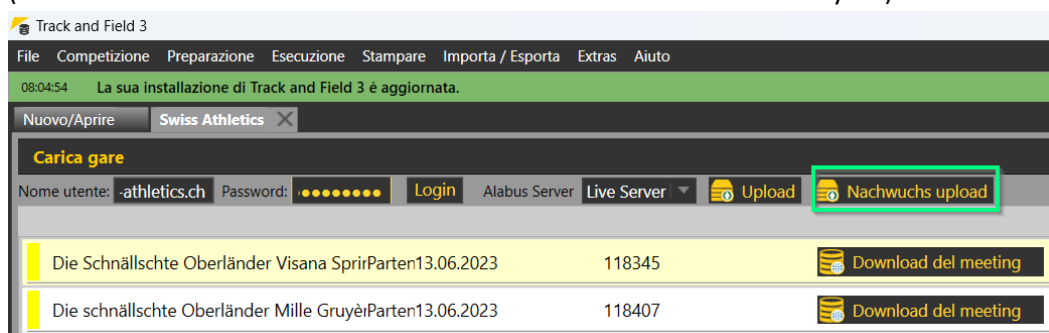 Track and Field 3
File Competizione Preparazione Esecuzione Stampare Importa / Esporta Extras Aiuto
08:04:54 La sua installazione di Track and Field 3 è aggiornata.
Nuovo/Aprire Swiss Athletics
Carica gare
Nome utente: -athletics.ch Password: Login Alabus Server Live Server Upload Nachwuchs upload
Die Schnällschte Oberländer Visana SprirParten13.06.2023 118345 Download del meeting
Die schnällschte Oberländer Mille GruyèrParten13.06.2023 118407 Download del meeting